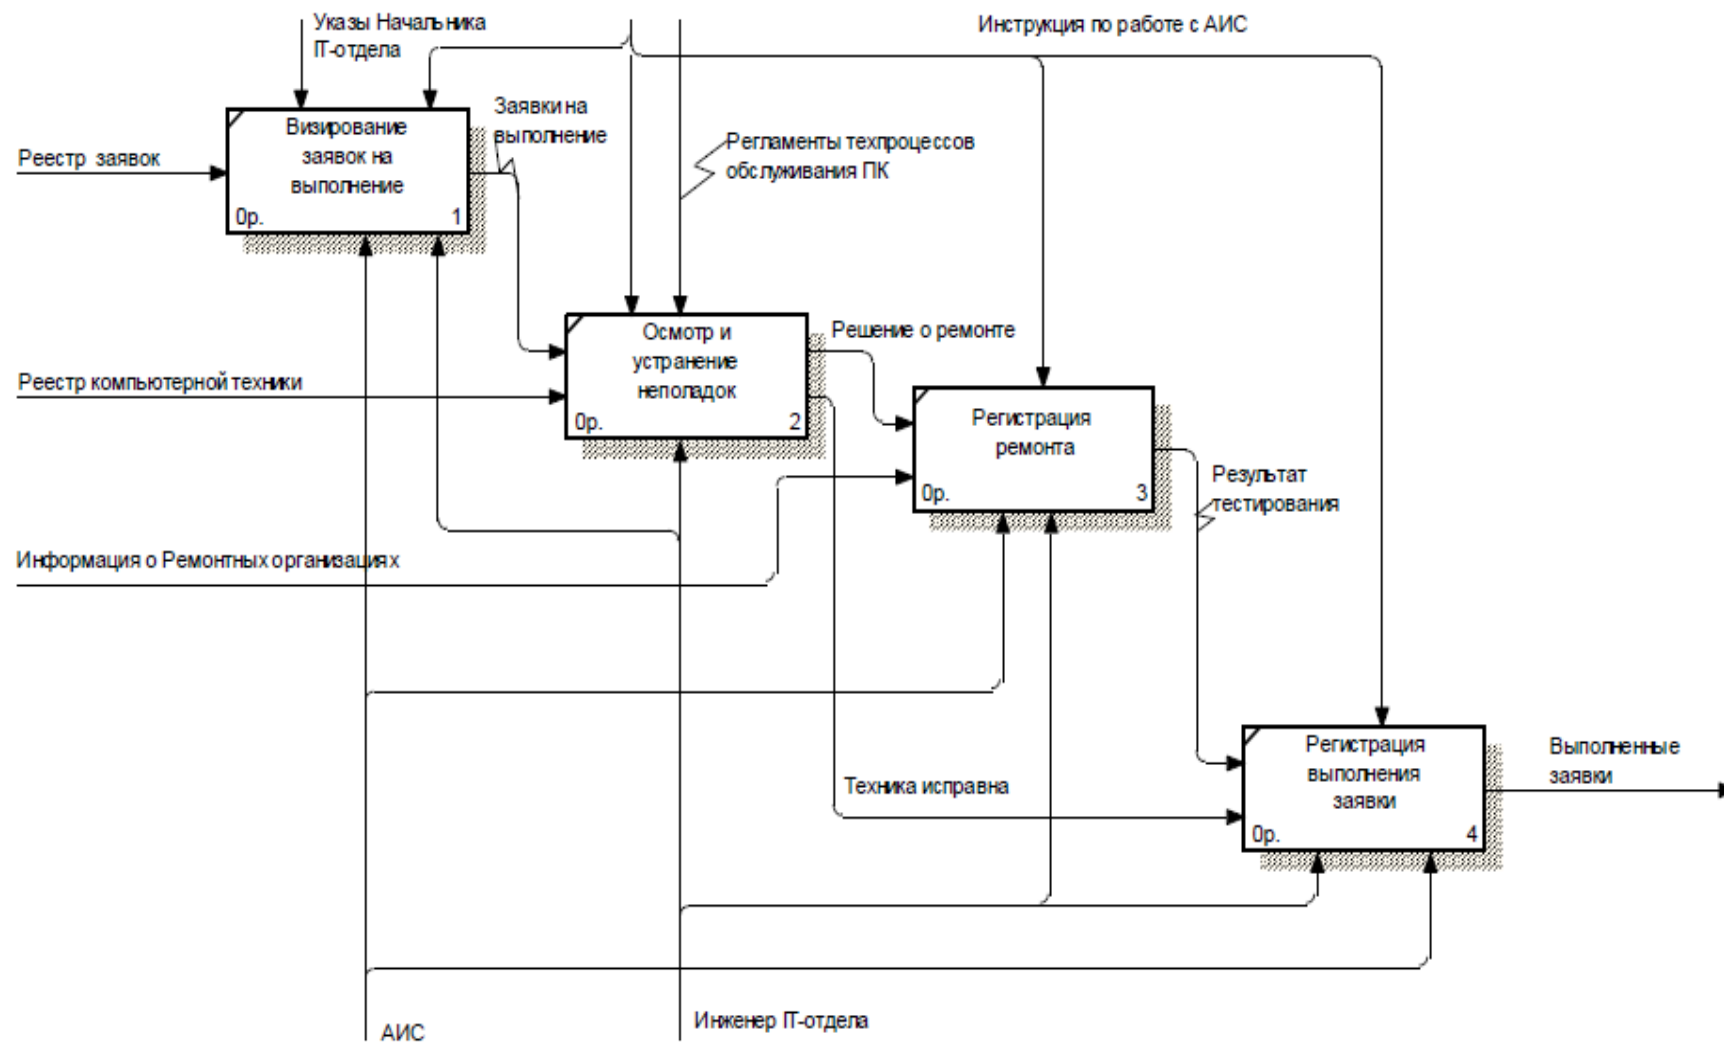 Указы Начальника
IT-отдела
Инструкция по работе с АИС
Заявки на
выполнение
Визирование
заявок на
выполнение
0р.
1
Реестр заявок
Регламенты техпроцессов
обслуживания ПК
Осмотр и
устранение
неполадок
0р.
2
Решение о ремонте
Реестр компьютерной техники
Регистрация
ремонта
0р.
3
Результат
тестирования
Информация о Ремонтных организациях
Регистрация
выполнения
заявки
0р.
4
Выполненные
заявки
Техника исправна
Инженер IT-отдела
АИС